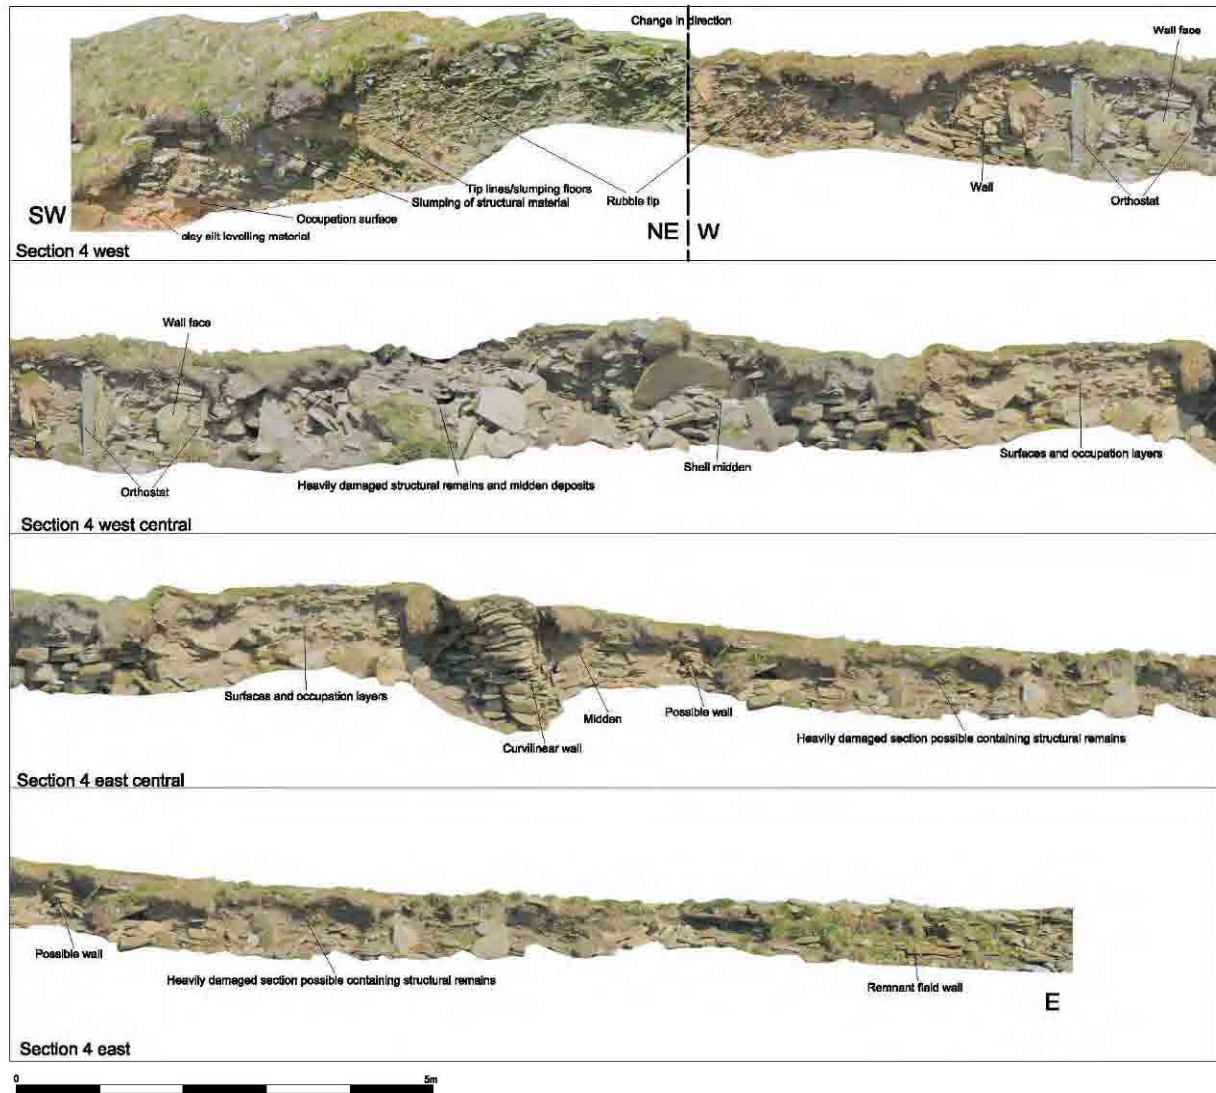 Change in direction
Wall face
Tip lines/slumping floors
Slumping of structural material
Rubble tip
Wall
Orthostat
SW
Occupation surface
clay silt levelling material
NE
W
Section 4 west
Wall face
Orthostat
Heavily damaged structural remains and midden deposits
Shell midden
Surfaces and occupation layers
Section 4 west central
Surfaces and occupation layers
Curvilinear wall
Midden
Possible wall
Heavily damaged section possible containing structural remains
Section 4 east central
Possible wall
Heavily damaged section possible containing structural remains
Remnant field wall
E
Section 4 east
0
5m